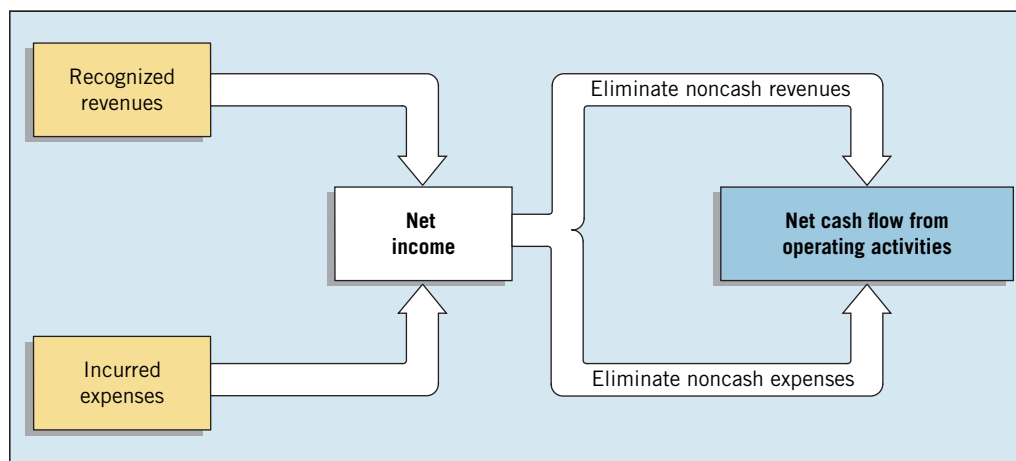 Recognized
revenues
Eliminate noncash revenues
Net
income
Net cash flow from
operating activities
Incurred
expenses
Eliminate noncash expenses